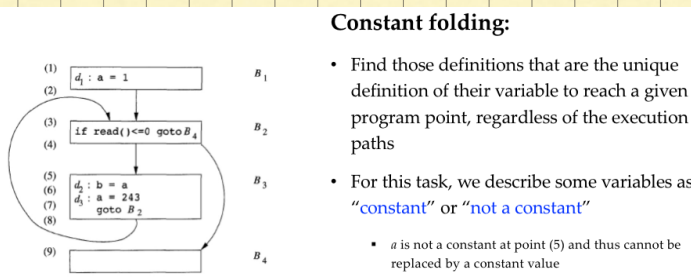 Constant folding:
• Find those definitions that are the unique
definition of their variable to reach a given
program point, regardless of the execution
paths
• For this task, we describe some variables as
“constant” or “not a constant”
▪ a is not a constant at point (5) and thus cannot be
replaced by a constant value
(1)
d1 : a = 1
B1
(2)
(3)
if read()<=0 goto B4
B2
(4)
(5)
d2 : b = a
B3
(6)
d3 : a = 243
(7)
goto B2
(8)
(9)
B4